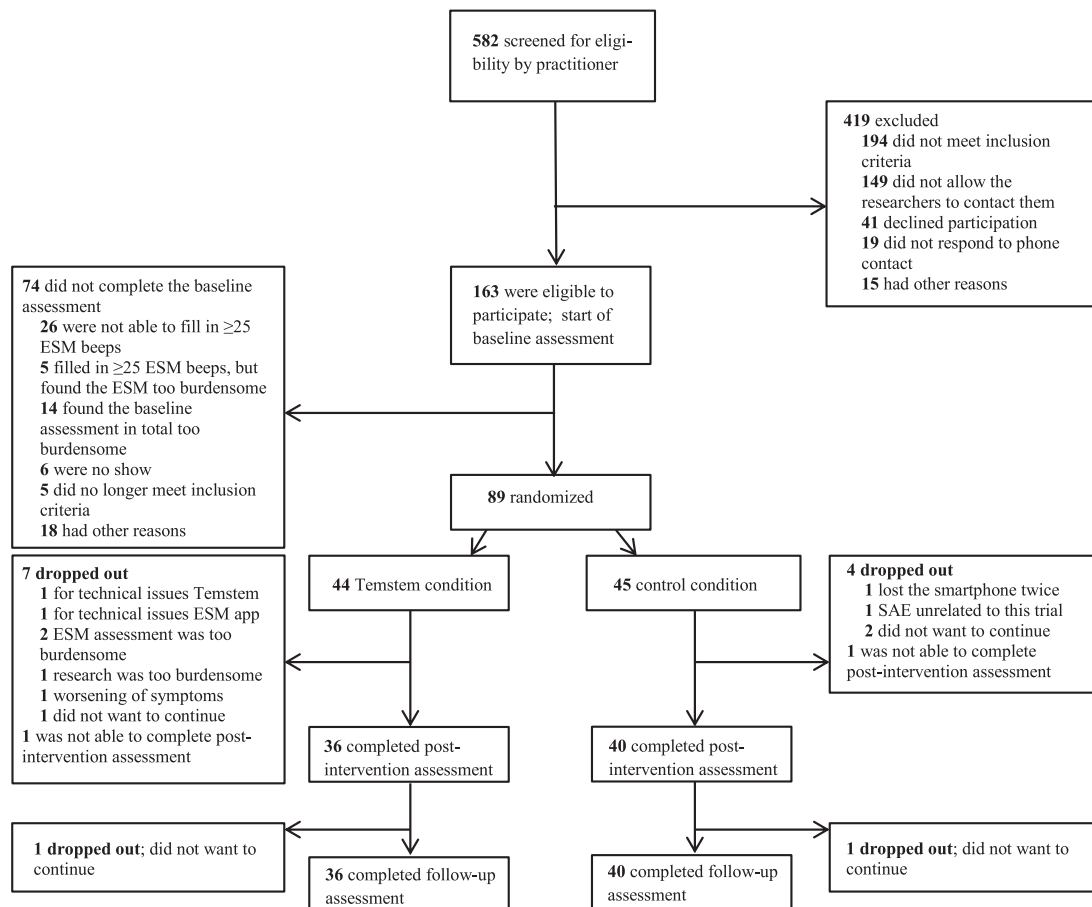 582 screened for eligi-
bility by practitioner
419 excluded
194 did not meet inclusion
criteria
149 did not allow the
researchers to contact them
41 declined participation
19 did not respond to phone
contact
15 had other reasons
163 were eligible to
participate; start of
baseline assessment
74 did not complete the baseline
assessment
26 were not able to fill in ≥25
ESM beeps
5 filled in ≥25 ESM beeps, but
found the ESM too burdensome
14 found the baseline
assessment in total too
burdensome
6 were no show
5 did no longer meet inclusion
criteria
18 had other reasons
89 randomized
44 Temstem condition
45 control condition
7 dropped out
1 for technical issues Temstem
1 for technical issues ESM app
2 ESM assessment was too
burdensome
1 research was too burdensome
1 worsening of symptoms
1 did not want to continue
1 was not able to complete post-
intervention assessment
4 dropped out
1 lost the smartphone twice
1 SAE unrelated to this trial
2 did not want to continue
1 was not able to complete
post-intervention assessment
36 completed post-
intervention assessment
40 completed post-
intervention assessment
1 dropped out; did not want to
continue
36 completed follow-up
assessment
40 completed follow-up
assessment
1 dropped out; did not want to
continue